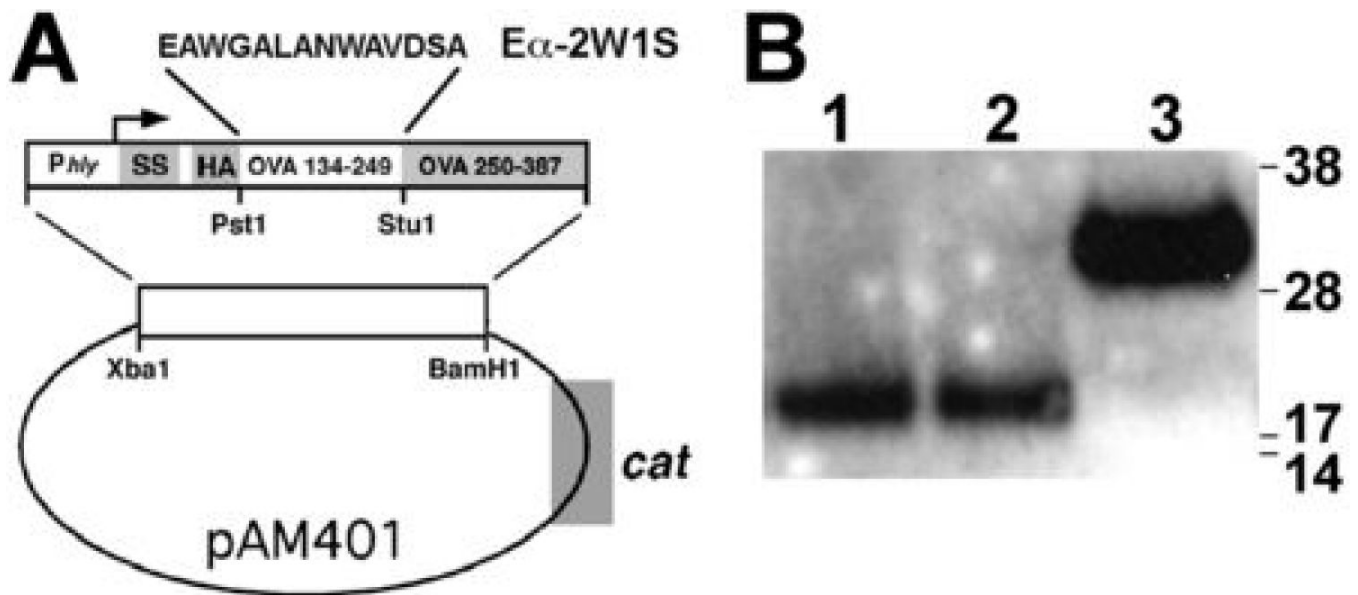 A
EAWGALANWAVDSA Eα-2W1S
Phly SS HA OVA 134-249 OVA 250-387
Pst1 Stu1
Xba1 BamH1
cat
pAM401
B
1 2 3
38
28
17
14